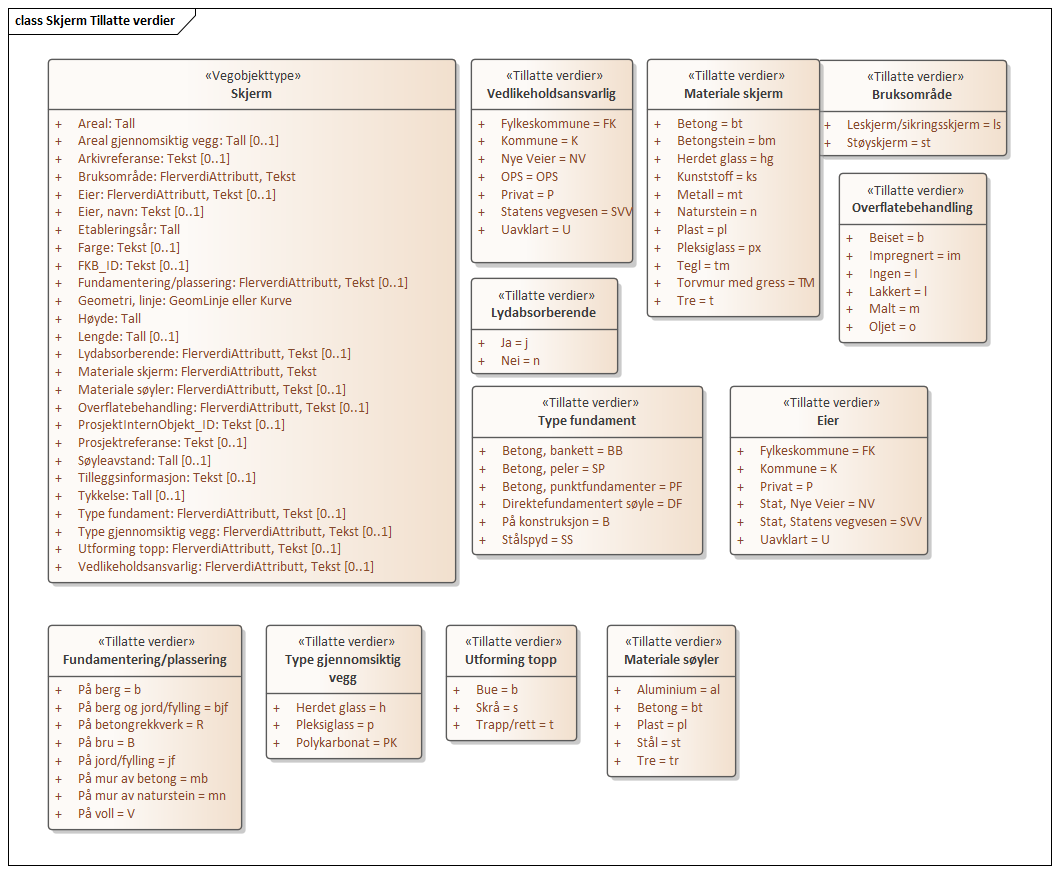 class Skjerm Tillatte verdier
«Vegobjekttype»
Skjerm
+ Areal: Tall
+ Areal gjennomsiktig vegg: Tall [0..1]
+ Arkivreferanse: Tekst [0..1]
+ Bruksområde: FlerverdiAttributt, Tekst
+ Eier: FlerverdiAttributt, Tekst [0..1]
+ Eier, navn: Tekst [0..1]
+ Etableringsår: Tall
+ Farge: Tekst [0..1]
+ FKB_ID: Tekst [0..1]
+ Fundamentering/plassering: FlerverdiAttributt, Tekst [0..1]
+ Geometri, linje: GeomLinje eller Kurve
+ Høyde: Tall
+ Lengde: Tall [0..1]
+ Lydabsorberende: FlerverdiAttributt, Tekst [0..1]
+ Materiale skjerm: FlerverdiAttributt, Tekst
+ Materiale søyler: FlerverdiAttributt, Tekst [0..1]
+ Overflatebehandling: FlerverdiAttributt, Tekst [0..1]
+ ProsjektInternObjekt_ID: Tekst [0..1]
+ Prosjektreferanse: Tekst [0..1]
+ Søyleavstand: Tall [0..1]
+ Tilleggsinformasjon: Tekst [0..1]
+ Tykkelse: Tall [0..1]
+ Type fundament: FlerverdiAttributt, Tekst [0..1]
+ Type gjennomsiktig vegg: FlerverdiAttributt, Tekst [0..1]
+ Utforming topp: FlerverdiAttributt, Tekst [0..1]
+ Vedlikeholdsansvarlig: FlerverdiAttributt, Tekst [0..1]
«Tillatte verdier»
Vedlikeholdsansvarlig
+ Fylkeskommune = FK
+ Kommune = K
+ Nye Veier = NV
+ OPS = OPS
+ Privat = P
+ Statens vegvesen = SVV
+ Uavklart = U
«Tillatte verdier»
Materiale skjerm
+ Betong = bt
+ Betongstein = bm
+ Herdet glass = hg
+ Kunststoff = ks
+ Metall = mt
+ Naturstein = n
+ Plast = pl
+ Pleksiglass = px
+ Tegl = tm
+ Torvmur med gress = TM
+ Tre = t
«Tillatte verdier»
Bruksområde
+ Leskjerm/sikringsskjerm = ls
+ Støyskjerm = st
«Tillatte verdier»
Overflatebehandling
+ Beiset = b
+ Impregnert = im
+ Ingen = I
+ Lakkert = l
+ Malt = m
+ Oljet = o
«Tillatte verdier»
Lydabsorberende
+ Ja = j
+ Nei = n
«Tillatte verdier»
Type fundament
+ Betong, bankett = BB
+ Betong, peler = SP
+ Betong, punktfundamenter = PF
+ Direktefundamentert søyle = DF
+ På konstruksjon = B
+ Stålspyd = SS
«Tillatte verdier»
Eier
+ Fylkeskommune = FK
+ Kommune = K
+ Privat = P
+ Stat, Nye Veier = NV
+ Stat, Statens vegvesen = SVV
+ Uavklart = U
«Tillatte verdier»
Fundamentering/plassering
+ På berg = b
+ På berg og jord/fylling = bjf
+ På betongrekkverk = R
+ På bru = B
+ På jord/fylling = jf
+ På mur av betong = mb
+ På mur av naturstein = mn
+ På voll = V
«Tillatte verdier»
Type gjennomsiktig
vegg
+ Herdet glass = h
+ Pleksiglass = p
+ Polykarbonat = PK
«Tillatte verdier»
Utforming topp
+ Bue = b
+ Skrå = s
+ Trapp/rett = t
«Tillatte verdier»
Materiale søyler
+ Aluminium = al
+ Betong = bt
+ Plast = pl
+ Stål = st
+ Tre = tr